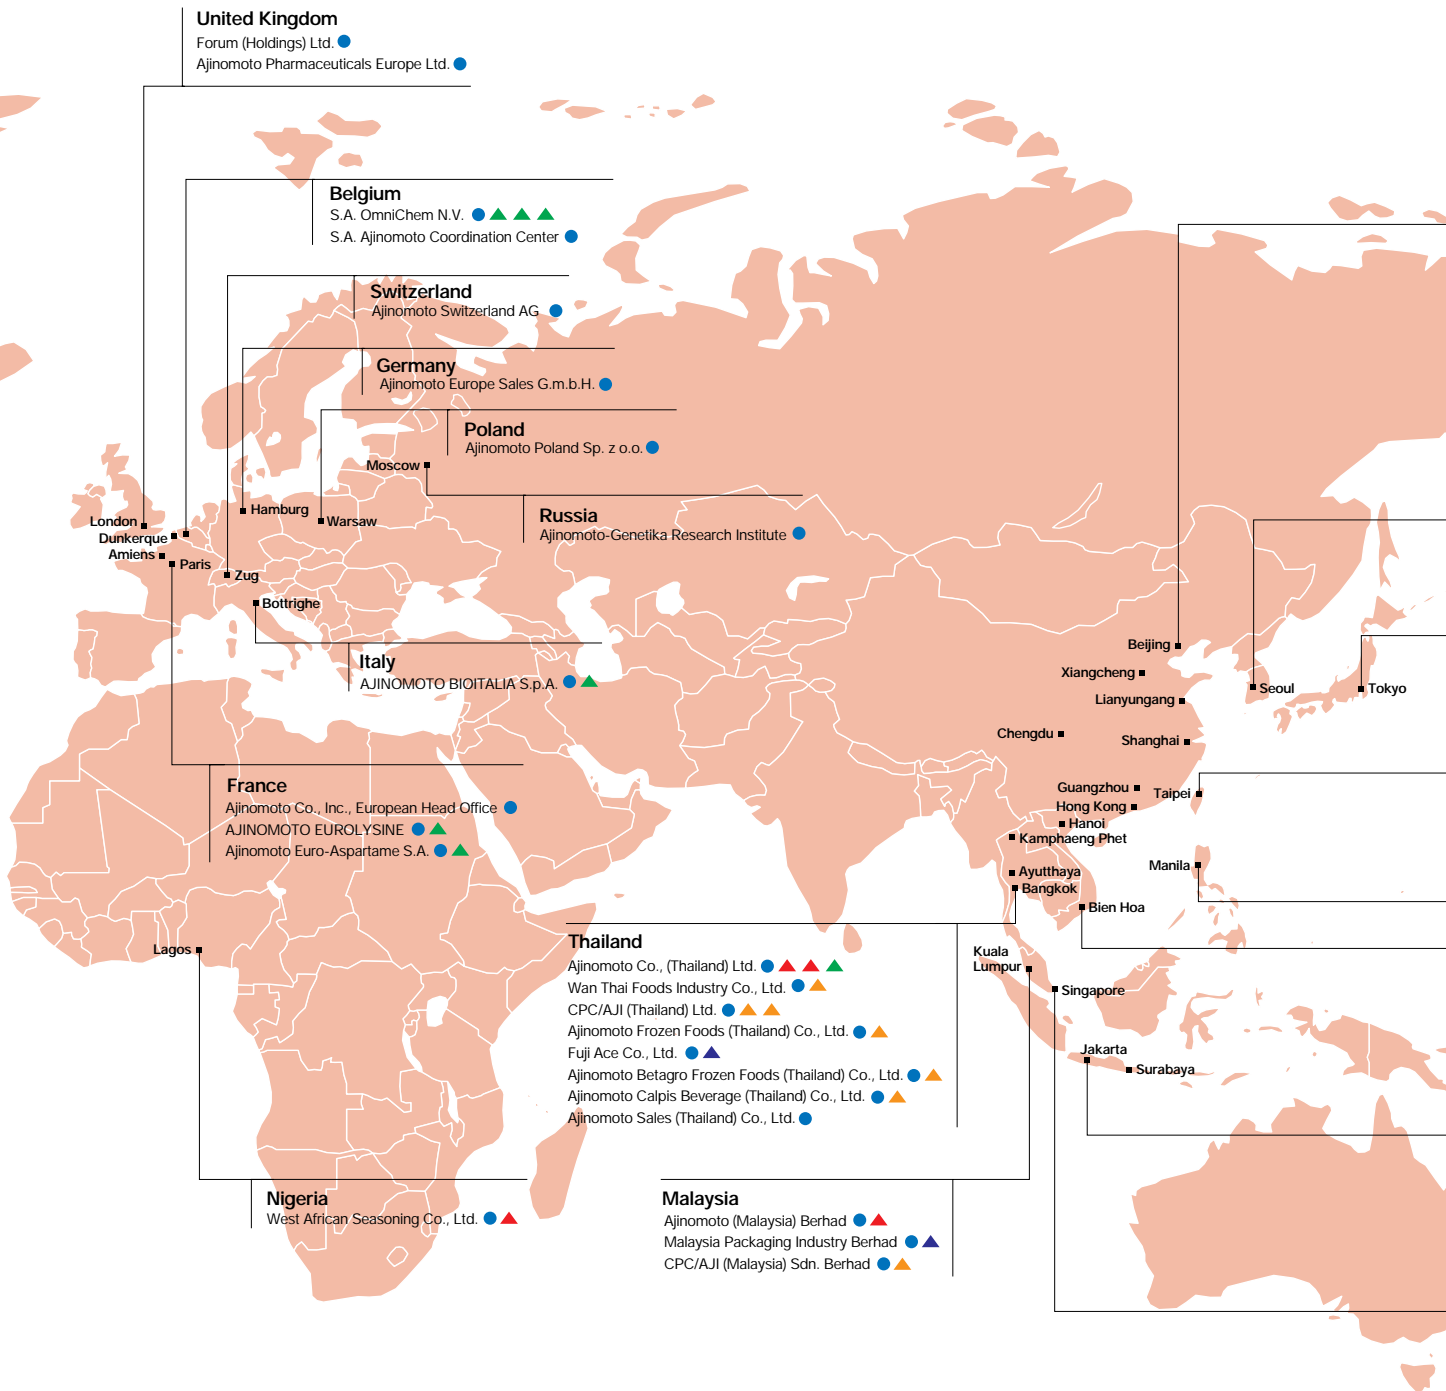 United Kingdom
Forum (Holdings) Ltd.
Ajinomoto Pharmaceuticals Europe Ltd.
Belgium
S.A. OmniChem N.V.
S.A. Ajinomoto Coordination Center
Switzerland
Ajinomoto Switzerland AG
Germany
Ajinomoto Europe Sales G.m.b.H.
Poland
Ajinomoto Poland Sp. z o.o.
Moscow
Hamburg
Warsaw
Russia
Ajinomoto-Genetika Research Institute
London
Dunkerque
Amiens
Paris
Zug
Bottrighe
Italy
AJINOMOTO BIOITALIA S.p.A.
Beijing
Xiangcheng
Lianyungang
Seoul
Tokyo
Chengdu
Shanghai
France
Ajinomoto Co., Inc., European Head Office
AJINOMOTO EUROLYSINE
Ajinomoto Euro-Aspartame S.A.
Guangzhou
Taipei
Hong Kong
Hanoi
Kamphaeng Phet
Manila
Ayutthaya
Bangkok
Bien Hoa
Lagos
Thailand
Ajinomoto Co., (Thailand) Ltd.
Wan Thai Foods Industry Co., Ltd.
CPC/AJI (Thailand) Ltd.
Ajinomoto Frozen Foods (Thailand) Co., Ltd.
Fuji Ace Co., Ltd.
Ajinomoto Betagro Frozen Foods (Thailand) Co., Ltd.
Ajinomoto Calpis Beverage (Thailand) Co., Ltd.
Ajinomoto Sales (Thailand) Co., Ltd.
Kuala
Lumpur
Singapore
Jakarta
Surabaya
Nigeria
West African Seasoning Co., Ltd.
Malaysia
Ajinomoto (Malaysia) Berhad
Malaysia Packaging Industry Berhad
CPC/AJI (Malaysia) Sdn. Berhad